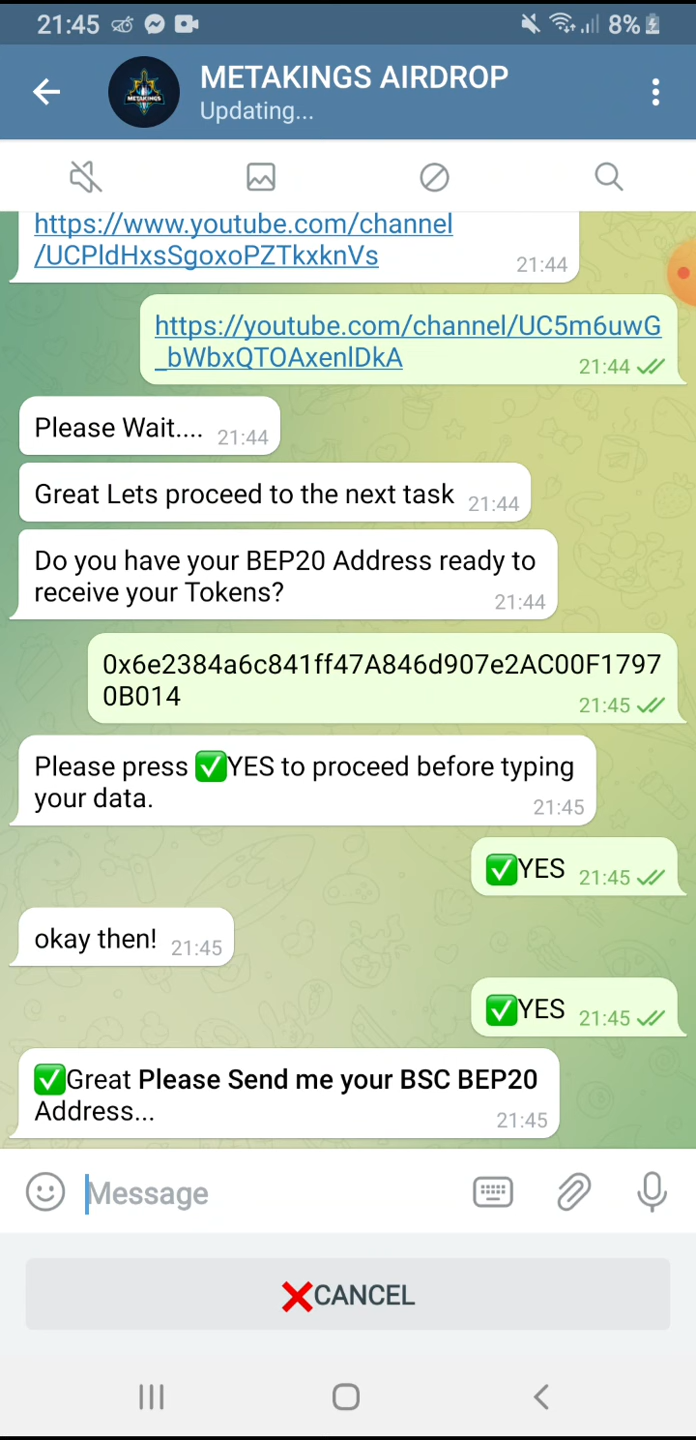 21:45
8%
METAKINGS AIRDROP
Updating...
METAKINGS
https://www.youtube.com/channel
/UCPldHxsSgoxoPZTkxknVs
21:44
https://youtube.com/channel/UC5m6uwG
_bWbxQTOAxenlDkA
21:44
Please Wait.... 21:44
Great Lets proceed to the next task 21:44
Do you have your BEP20 Address ready to
receive your Tokens?
21:44
0x6e2384a6c841ff47A846d907e2AC00F1797
0B014
21:45
Please press ✅YES to proceed before typing
your data.
21:45
✅YES 21:45
okay then! 21:45
✅YES 21:45
✅Great Please Send me your BSC BEP20
Address...
21:45
Message
❌CANCEL